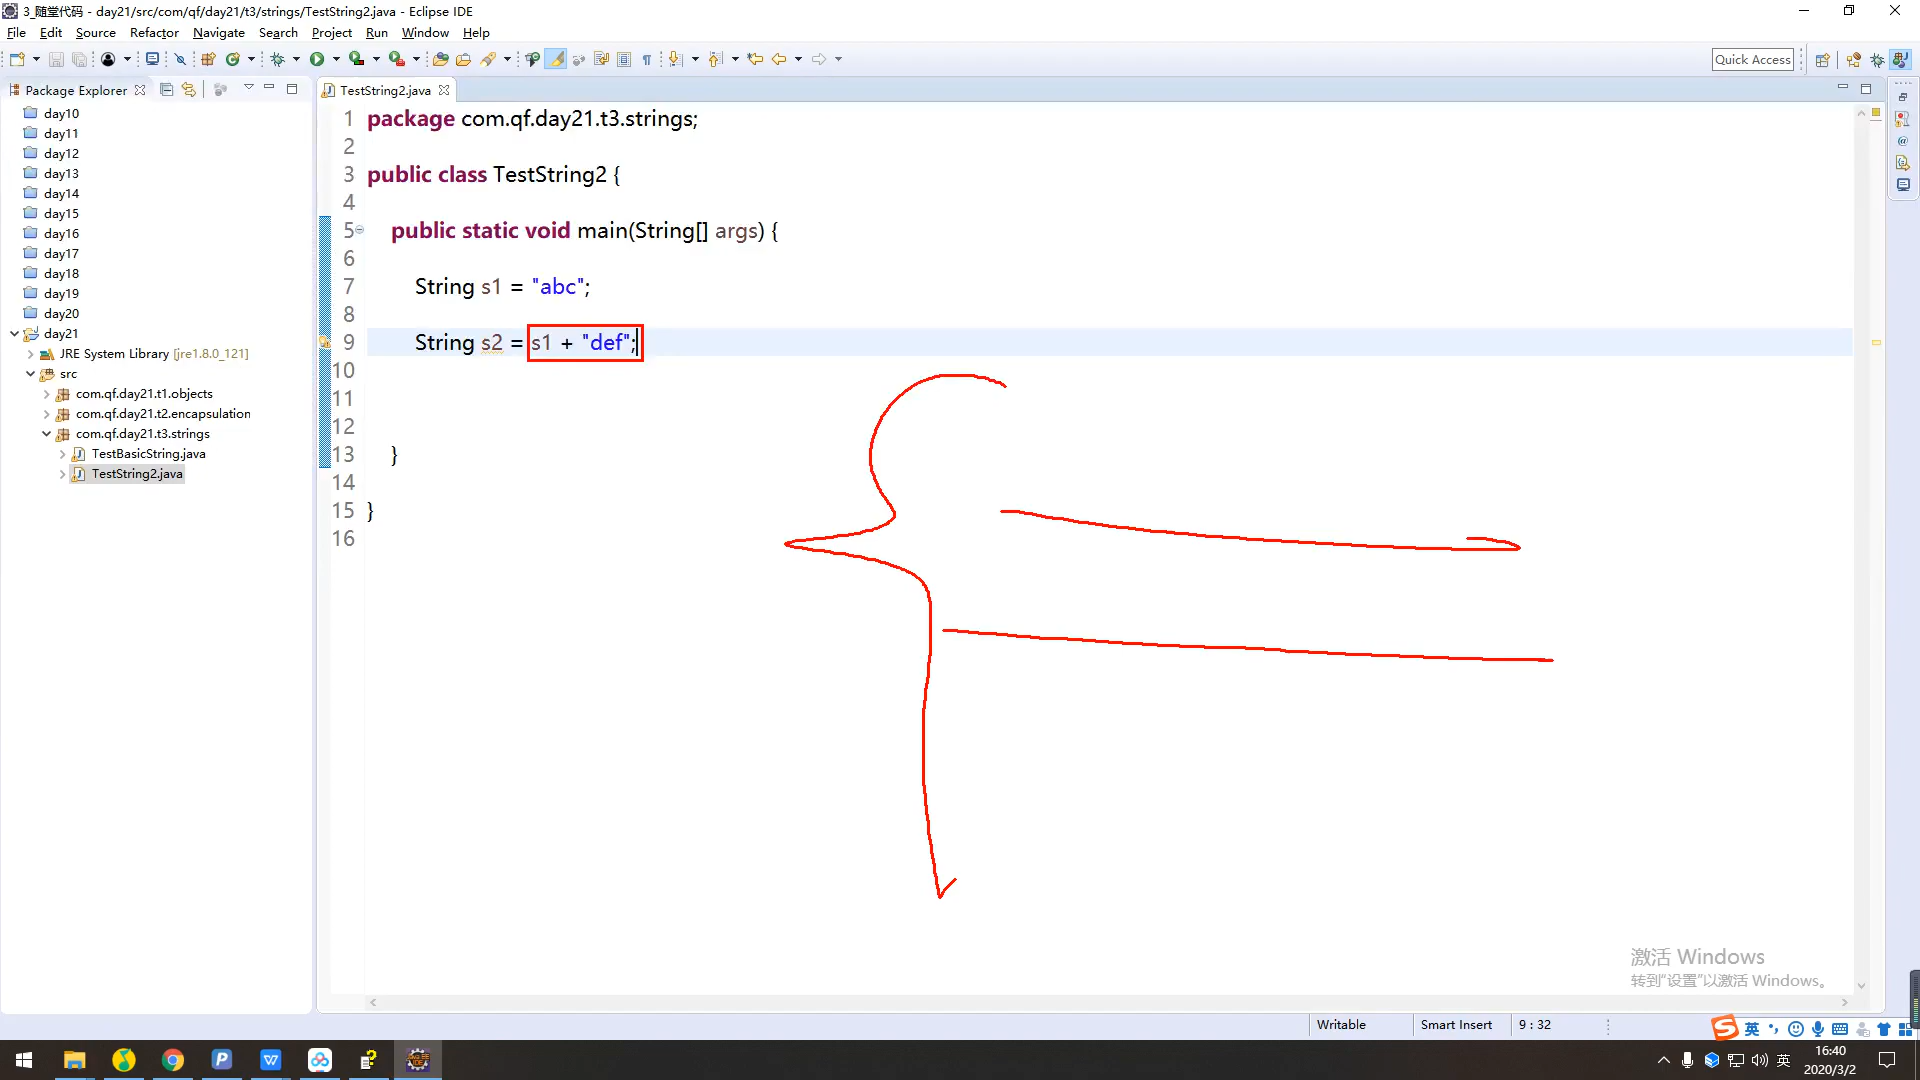 3_随堂代码 - day21/src/com/qf/day21/t3/strings/TestString2.java - Eclipse IDE
File Edit Source Refactor Navigate Search Project Run Window Help
Quick Access
Package Explorer
day10
day11
day12
day13
day14
day15
day16
day17
day18
day19
day20
day21
JRE System Library [jre1.8.0_121]
src
com.qf.day21.t1.objects
com.qf.day21.t2.encapsulation
com.qf.day21.t3.strings
TestBasicString.java
TestString2.java
TestString2.java
1 package com.qf.day21.t3.strings;
2
3 public class TestString2 {
4
5 public static void main(String[] args) {
6
7 String s1 = "abc";
8
9 String s2 = s1 + "def";
10
11
12
13 }
14
15 }
16
激活 Windows
转到“设置”以激活 Windows。
Writable Smart Insert 9 : 32
英
英
16:40
2020/3/2